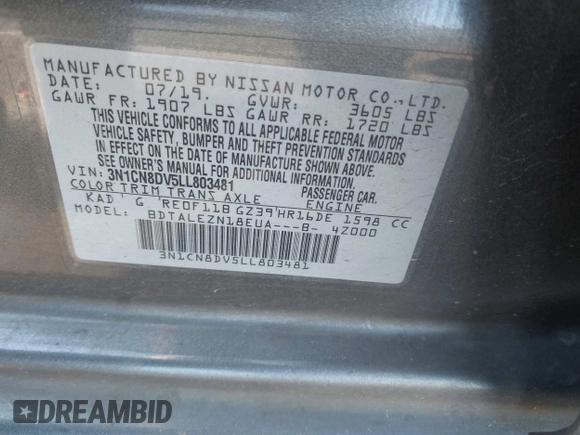 MANUFACTURED BY NISSAN MOTOR CO.,LTD.
DATE: 07/19. GVWR: 3605 LBS
GAWR FR: 1907 LBS GAWR RR: 1720 LBS
THIS VEHICLE CONFORMS TO ALL APPLICABLE FEDERAL MOTOR
VEHICLE SAFETY, BUMPER AND THEFT PREVENTION STANDARDS
IN EFFECT ON THE DATE OF MANUFACTURE SHOWN ABOVE.
SEE OWNER'S MANUAL FOR ADDITIONAL INFORMATION.
VIN: 3N1CN8DV5LL803481 PASSENGER CAR.
COLOR TRIM TRANS AXLE ENGINE
KAD' G 'RE0F11B GZ39'HR16DE 1598 CC
MODEL: BDTALEZN18EUA---B- 4Z000
3N1CN8DV5LL803481
DREAMBID